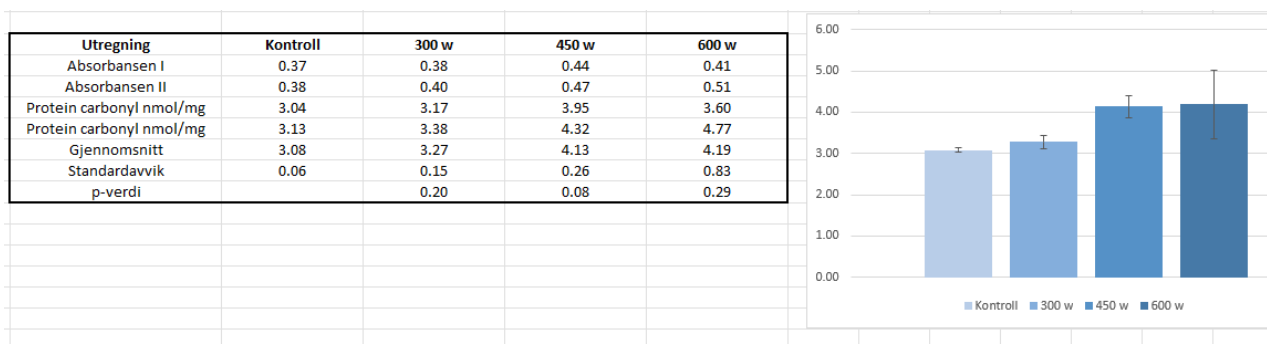 Utregning Kontroll 300 w 450 w 600 w
Absorbansen I 0.37 0.38 0.44 0.41
Absorbansen II 0.38 0.40 0.47 0.51
Protein carbonyl nmol/mg 3.04 3.17 3.95 3.60
Protein carbonyl nmol/mg 3.13 3.38 4.32 4.77
Gjennomsnitt 3.08 3.27 4.13 4.19
Standardavvik 0.06 0.15 0.26 0.83
p-verdi 0.20 0.08 0.29
6.00
5.00
4.00
3.00
2.00
1.00
0.00
Kontroll 300 w 450 w 600 w